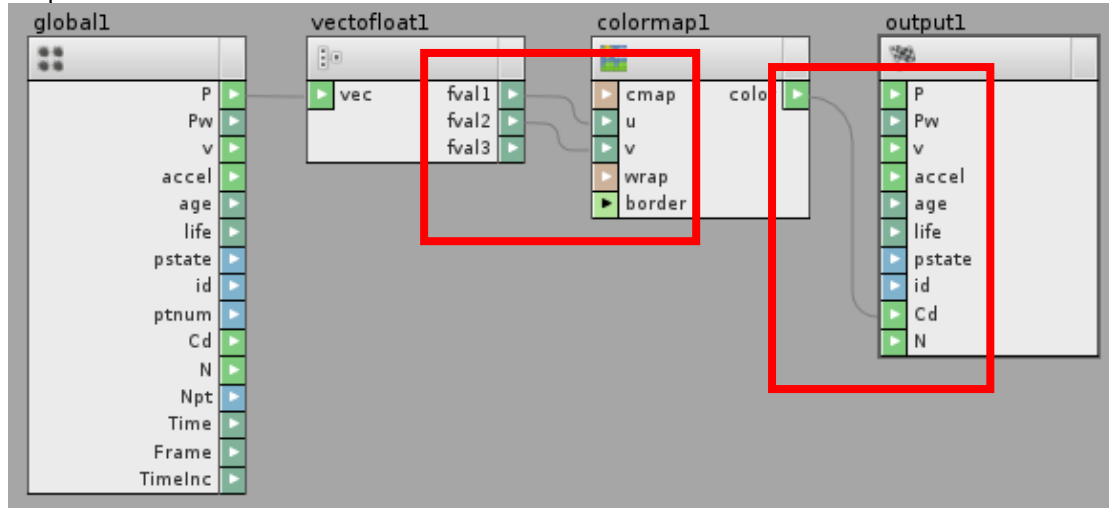 global1
P
Pw
v
accel
age
life
pstate
id
ptnum
Cd
N
Npt
Time
Frame
TimeInc
vectofloat1
vec
fval1
fval2
fval3
colormap1
cmap
u
v
wrap
border
color
output1
P
Pw
v
accel
age
life
pstate
id
Cd
N